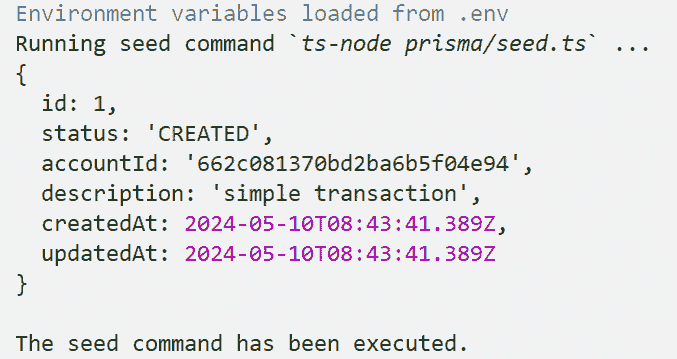 Environment variables loaded from .env
Running seed command `ts-node prisma/seed.ts` ...
{
  id: 1,
  status: 'CREATED',
  accountId: '662c081370bd2ba6b5f04e94',
  description: 'simple transaction',
  createdAt: 2024-05-10T08:43:41.389Z,
  updatedAt: 2024-05-10T08:43:41.389Z
}
The seed command has been executed.